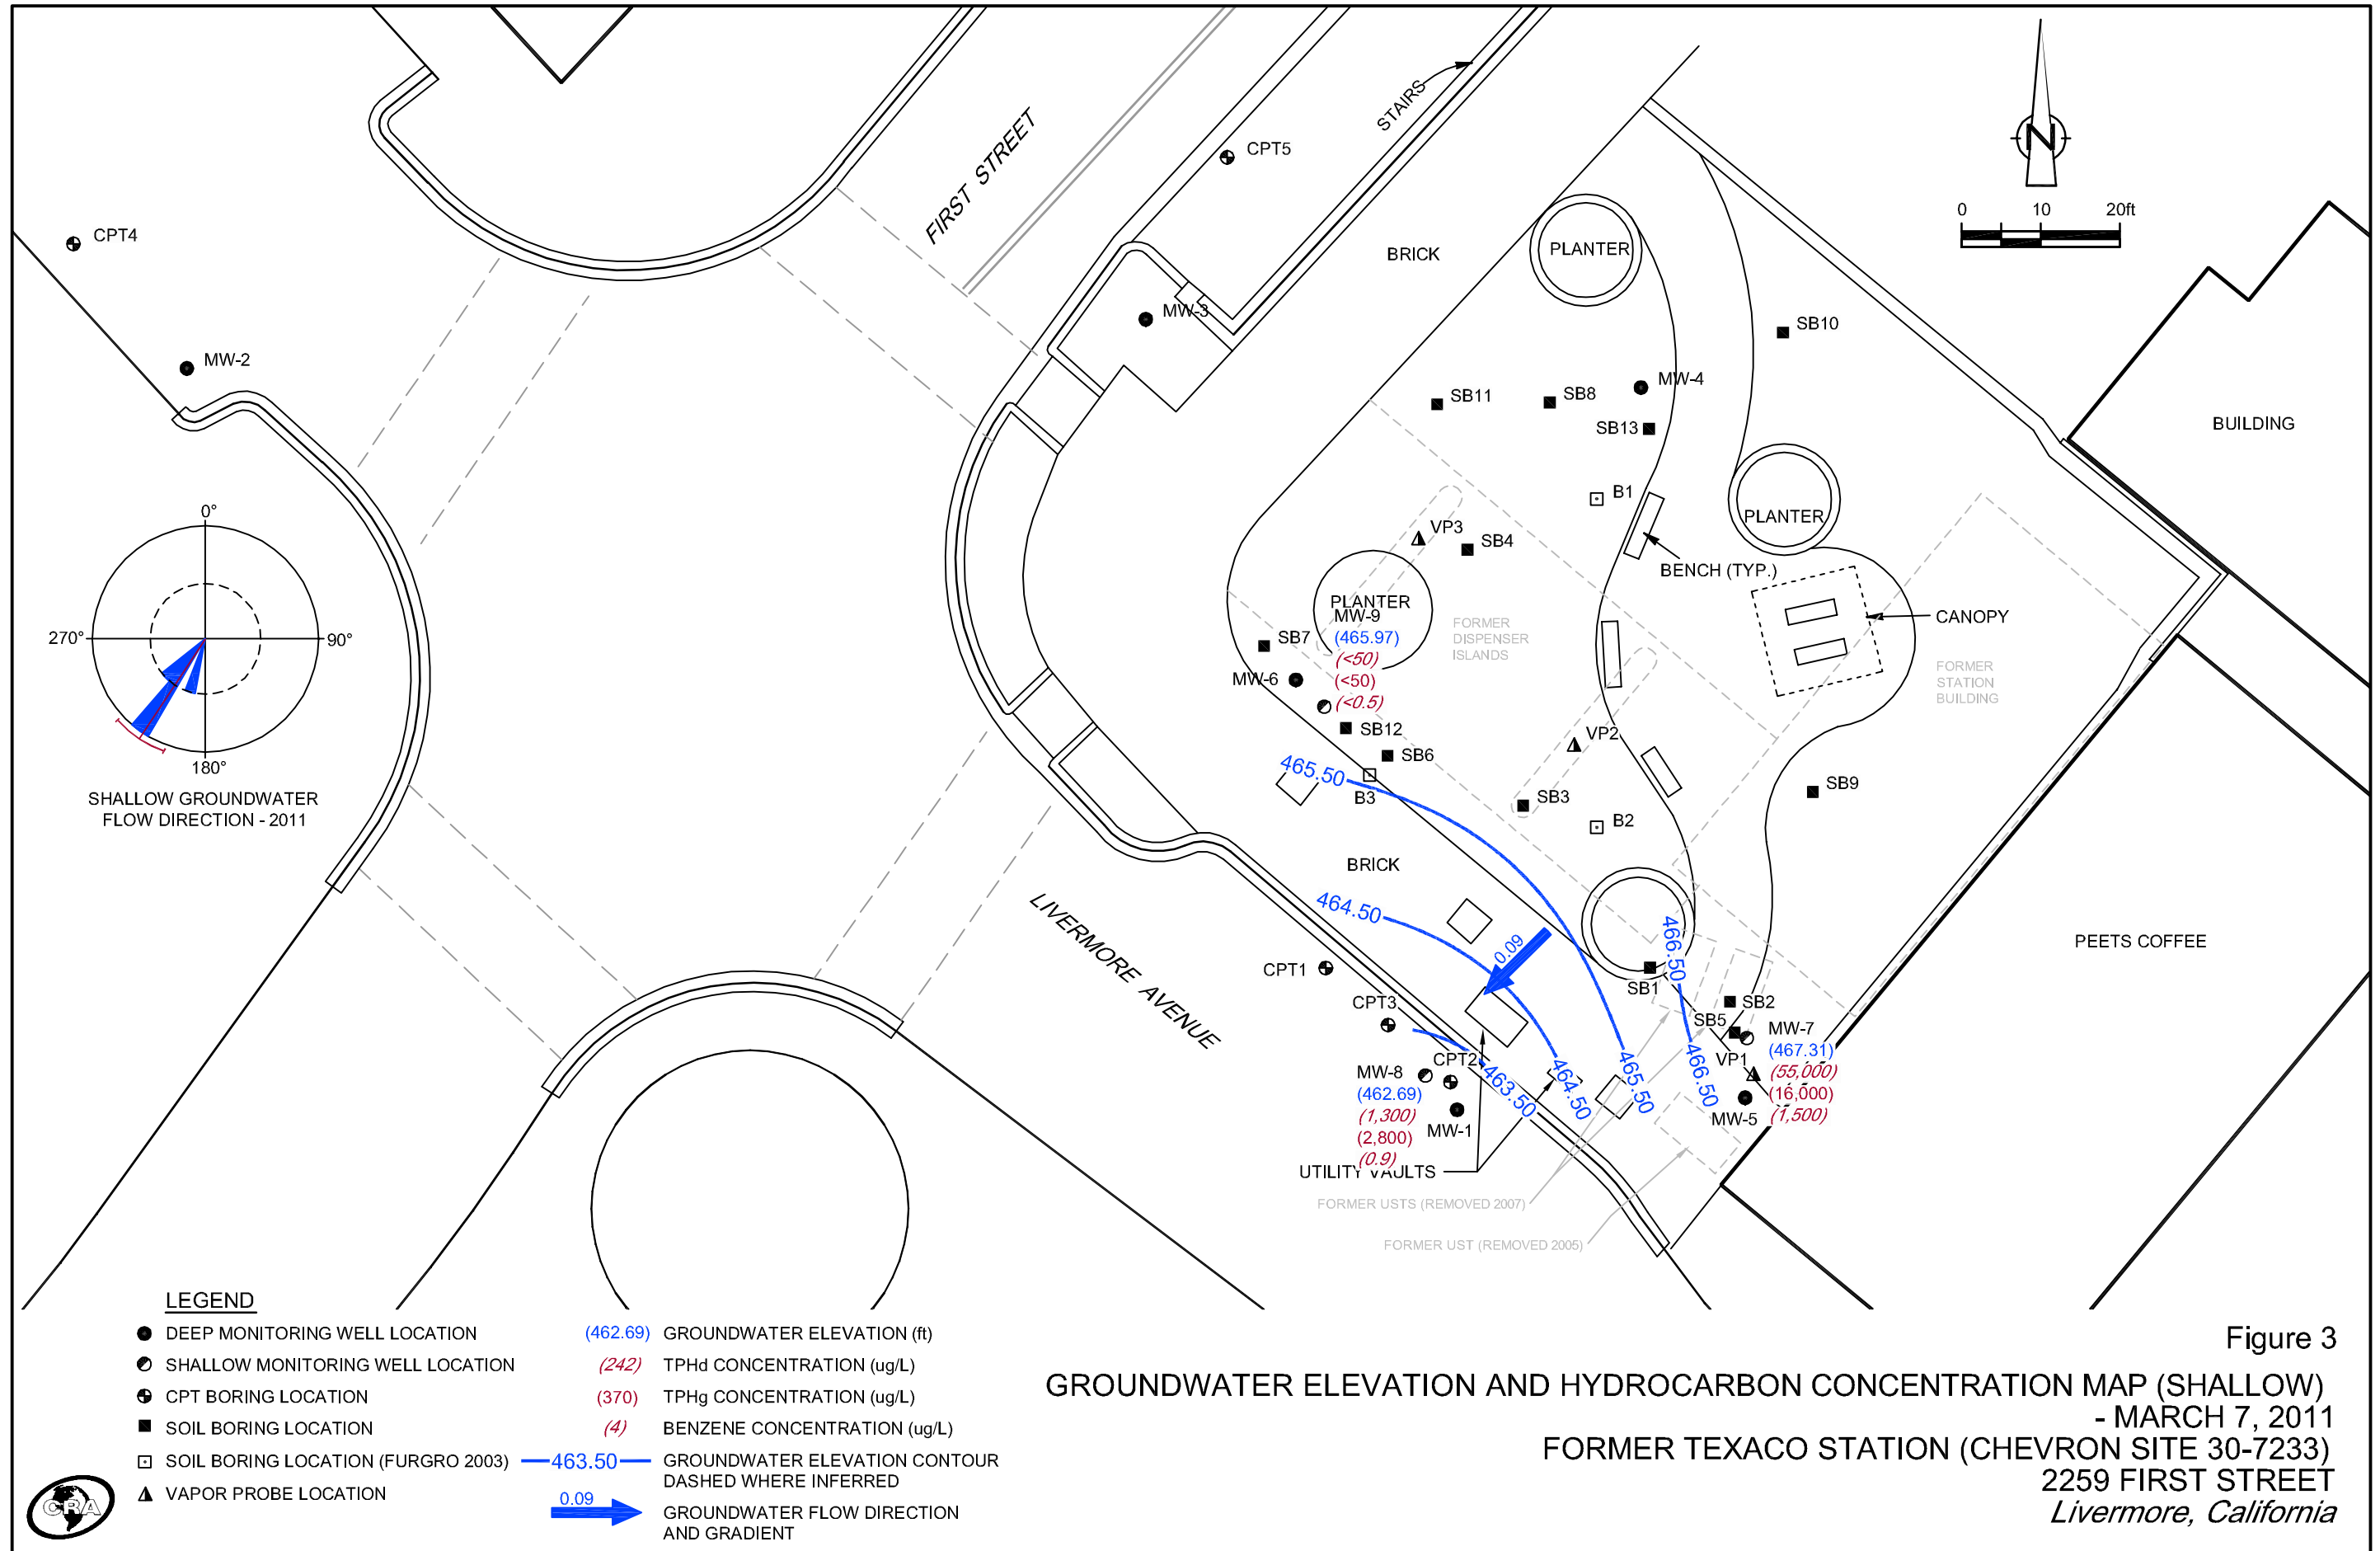 STAIRS
FIRST STREET
CPT5
CPT4
MW-2
MW-3
BRICK
PLANTER
N
0 10 20ft
SB10
MW-4
SB11
SB8
SB13
BUILDING
B1
PLANTER
VP3
SB4
BENCH (TYP.)
0°
270°
90°
180°
SHALLOW GROUNDWATER
FLOW DIRECTION - 2011
PLANTER
MW-9
(465.97)
(<50)
(<50)
(<0.5)
FORMER
DISPENSER
ISLANDS
CANOPY
SB7
MW-6
FORMER
STATION
BUILDING
SB12
SB6
VP2
465.50
B3
SB3
SB9
B2
BRICK
464.50
LIVERMORE AVENUE
0.09
466.50
PEETS COFFEE
CPT1
SB1
CPT3
SB2
SB5
MW-7
(467.31)
(55,000)
(16,000)
(1,500)
VP1
MW-5
CPT2
MW-8
(462.69)
(1,300)
(2,800)
(0.9)
MW-1
463.50
464.50
465.50
466.50
UTILITY VAULTS
FORMER USTS (REMOVED 2007)
FORMER UST (REMOVED 2005)
LEGEND
DEEP MONITORING WELL LOCATION
SHALLOW MONITORING WELL LOCATION
CPT BORING LOCATION
SOIL BORING LOCATION
SOIL BORING LOCATION (FURGRO 2003)
VAPOR PROBE LOCATION
(462.69) GROUNDWATER ELEVATION (ft)
(242) TPHd CONCENTRATION (ug/L)
(370) TPHg CONCENTRATION (ug/L)
(4) BENZENE CONCENTRATION (ug/L)
463.50 GROUNDWATER ELEVATION CONTOUR
DASHED WHERE INFERRED
0.09 GROUNDWATER FLOW DIRECTION
AND GRADIENT
CRA
Figure 3
GROUNDWATER ELEVATION AND HYDROCARBON CONCENTRATION MAP (SHALLOW)
- MARCH 7, 2011
FORMER TEXACO STATION (CHEVRON SITE 30-7233)
2259 FIRST STREET
Livermore, California